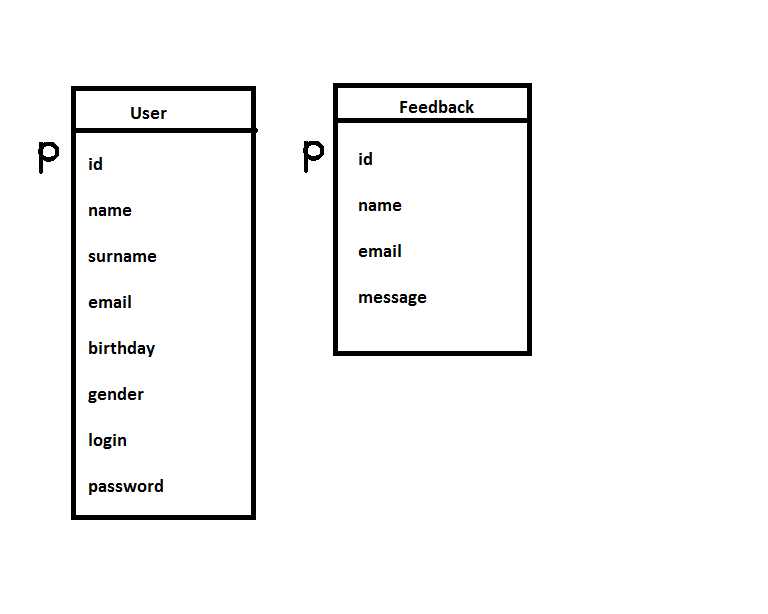 User
P
id
name
surname
email
birthday
gender
login
password
Feedback
P
id
name
email
message